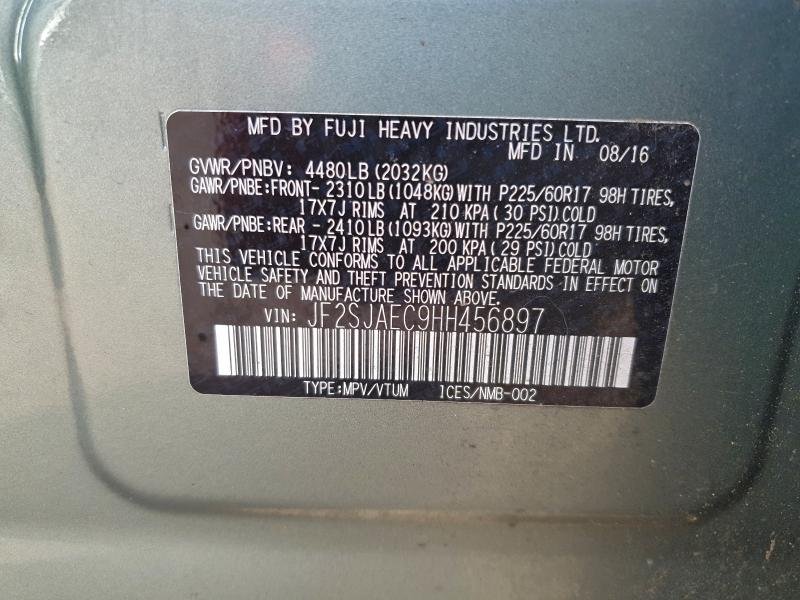 MFD BY FUJI HEAVY INDUSTRIES LTD.
MFD IN 08/16
GVWR/PNBV: 4480LB (2032KG)
GAWR/PNBE:FRONT- 2310LB (1048KG) WITH P225/60R17 98H TIRES,
17X7J RIMS AT 210 KPA ( 30 PSI) COLD
GAWR/PNBE:REAR - 2410LB (1093KG) WITH P225/60R17 98H TIRES,
17X7J RIMS AT 200 KPA ( 29 PSI) COLD
THIS VEHICLE CONFORMS TO ALL APPLICABLE FEDERAL MOTOR
VEHICLE SAFETY AND THEFT PREVENTION STANDARDS IN EFFECT ON
THE DATE OF MANUFACTURE SHOWN ABOVE.
VIN: JF2SJAEC9HH456897
TYPE:MPV/VTUM ICES/NMB-002